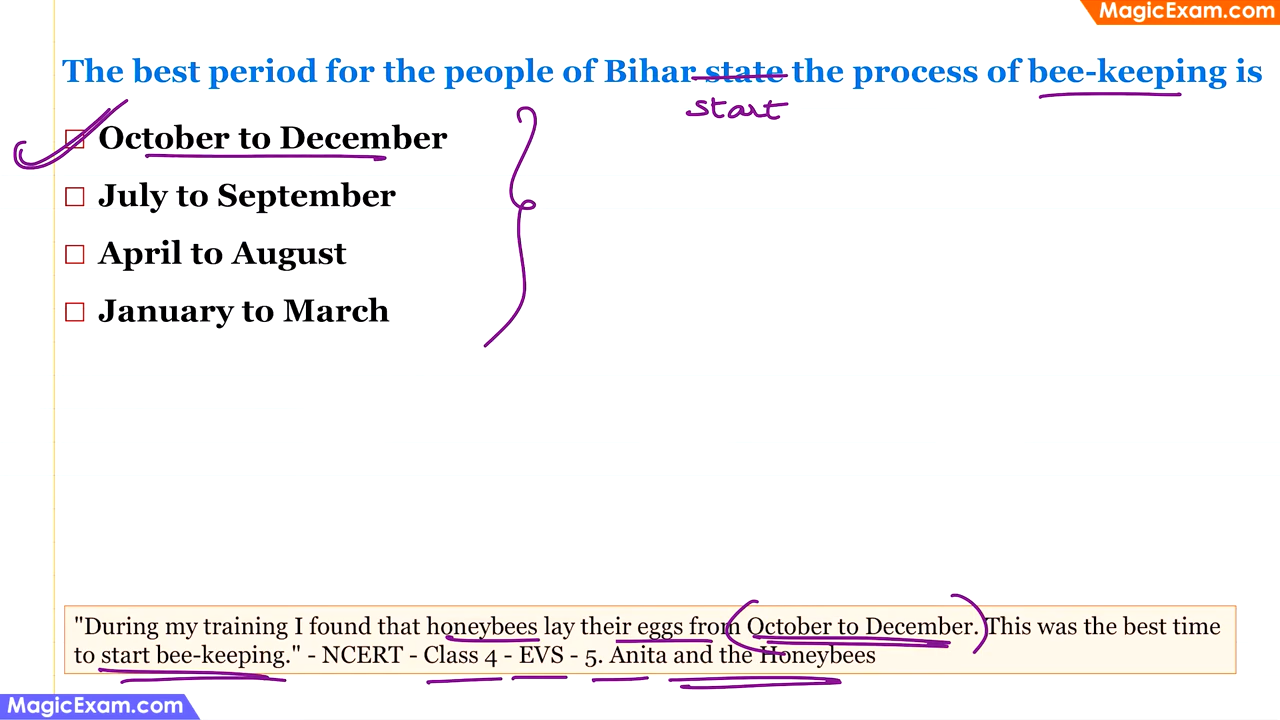 MagicExam.com
The best period for the people of Bihar state the process of bee-keeping is
start
October to December
July to September
April to August
January to March
"During my training I found that honeybees lay their eggs from October to December. This was the best time
to start bee-keeping." - NCERT - Class 4 - EVS - 5. Anita and the Honeybees
MagicExam.com